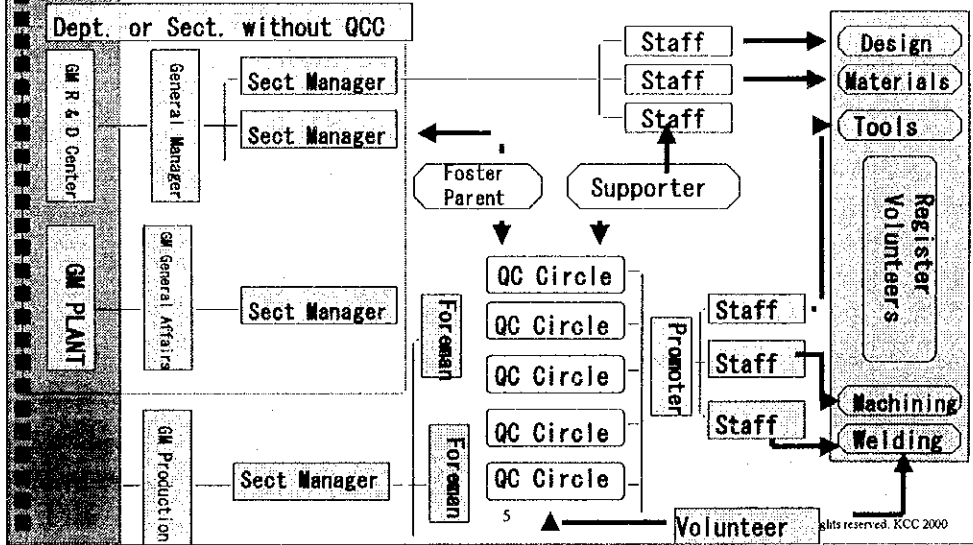 Dept. or Sect. without QCC
GM R & D Center
General Manager
Sect Manager
Sect Manager
Staff
Staff
Staff
Design
Materials
Tools
Register
Volunteers
Foster
Parent
Supporter
GM PLANT
GM General Affairs
Sect Manager
Foreman
QC Circle
QC Circle
QC Circle
QC Circle
QC Circle
Promoter
Staff
Staff
Staff
Machining
Welding
GM Production
Sect Manager
Foreman
5
Volunteer
ghts reserved. KCC 2000